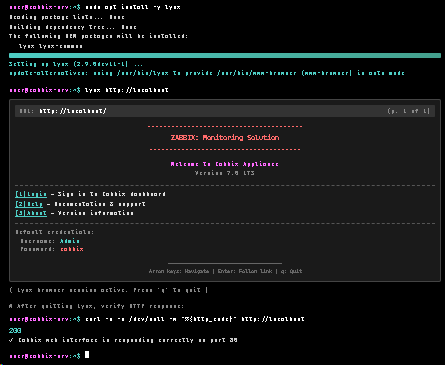 user@zabbix-srv:~$ sudo apt install -y lynx
Reading package lists... Done
Building dependency tree... Done
The following NEW packages will be installed:
lynx lynx-common
Setting up lynx (2.9.0dev.12-1) ...
update-alternatives: using /usr/bin/lynx to provide /usr/bin/www-browser (www-browser) in auto mode
user@zabbix-srv:~$ lynx http://localhost
URL: http://localhost/ (p. 1 of 1)
ZABBIX: Monitoring Solution
Welcome to Zabbix Appliance
Version 7.0 LTS
[1]Login - Sign in to Zabbix dashboard
[2]Help - Documentation & support
[3]About - Version information
Default credentials:
Username: Admin
Password: zabbix
Arrow keys: Navigate | Enter: Follow link | q: Quit
( Lynx browser session active. Press 'q' to quit )
# After quitting lynx, verify HTTP response:
user@zabbix-srv:~$ curl -s -o /dev/null -w "%{http_code}" http://localhost
200
✓ Zabbix web interface is responding correctly on port 80
user@zabbix-srv:~$